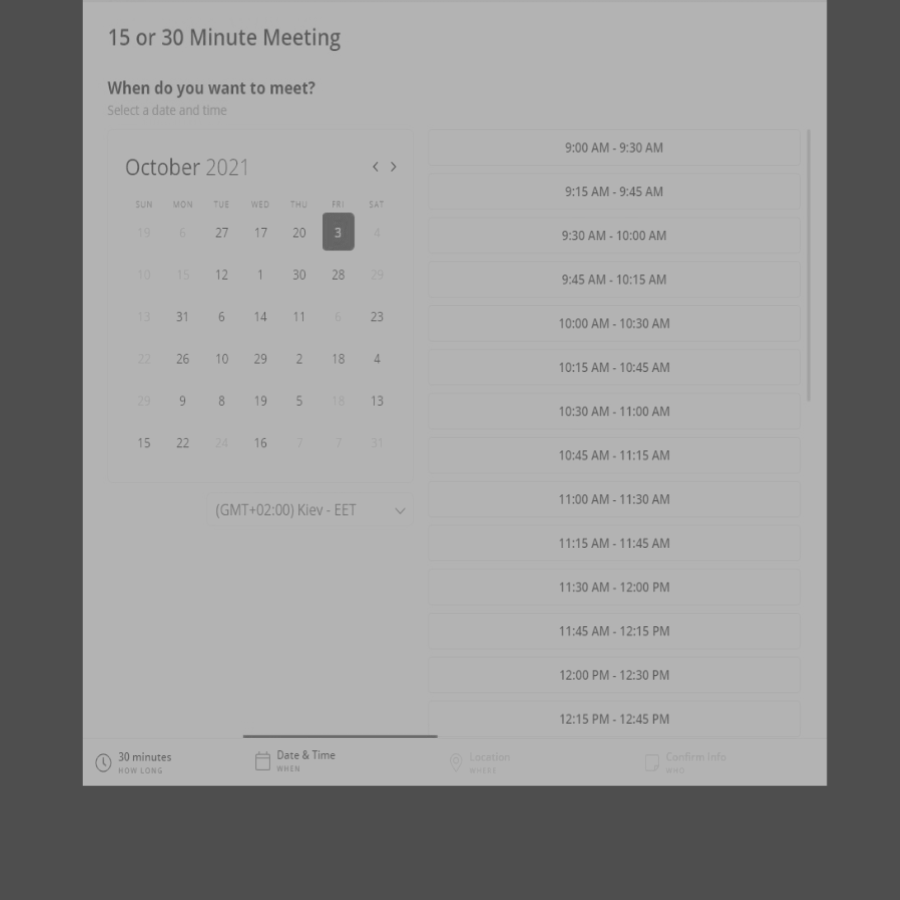 15 or 30 Minute Meeting
When do you want to meet?
Select a date and time
October 2021
SUN MON TUE WED THU FRI SAT
19 6 27 17 20 3 4
10 15 12 1 30 28 29
13 31 6 14 11 6 23
22 26 10 29 2 18 4
29 9 8 19 5 18 13
15 22 24 16 7 7 31
(GMT+02:00) Kiev - EET
9:00 AM - 9:30 AM
9:15 AM - 9:45 AM
9:30 AM - 10:00 AM
9:45 AM - 10:15 AM
10:00 AM - 10:30 AM
10:15 AM - 10:45 AM
10:30 AM - 11:00 AM
10:45 AM - 11:15 AM
11:00 AM - 11:30 AM
11:15 AM - 11:45 AM
11:30 AM - 12:00 PM
11:45 AM - 12:15 PM
12:00 PM - 12:30 PM
12:15 PM - 12:45 PM
30 minutes
HOW LONG
Date & Time
WHEN
Location
WHERE
Confirm Info
WHO